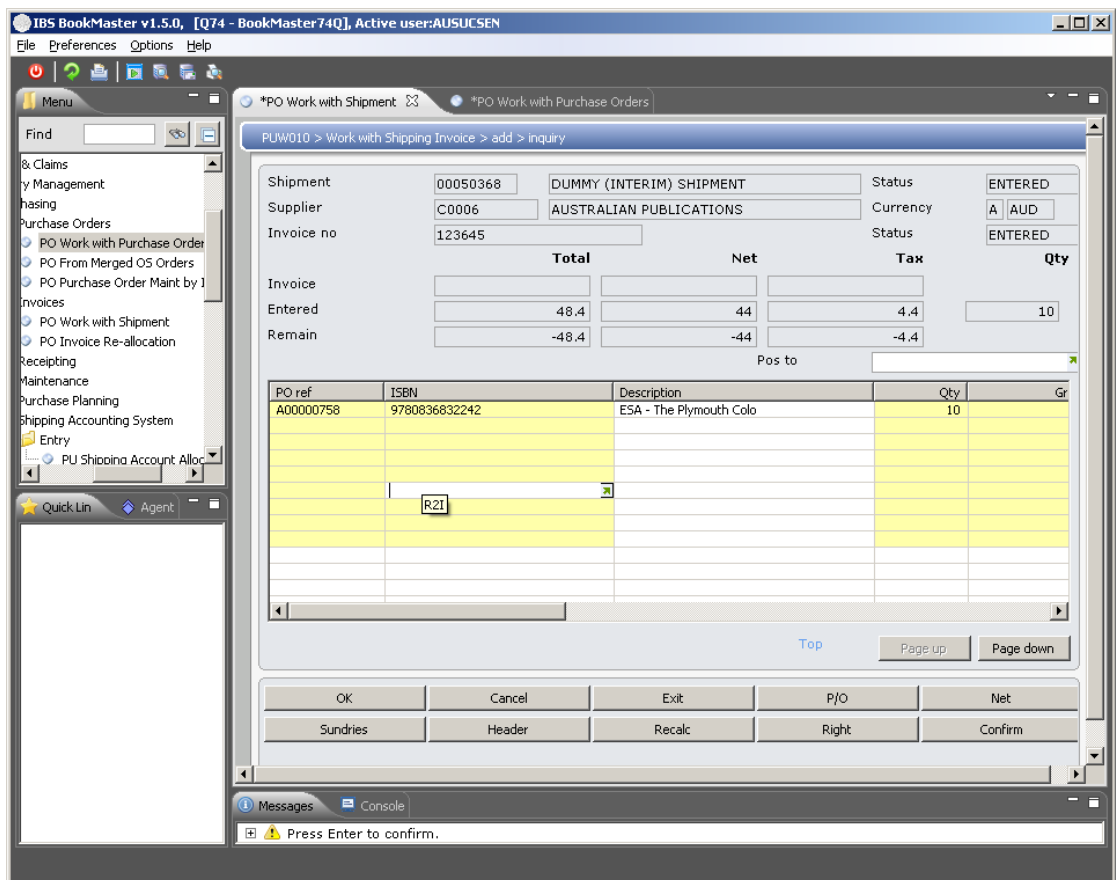 IBS BookMaster v1.5.0, [Q74 - BookMaster74Q], Active user:AUSUCSEN
File Preferences Options Help
Menu
*PO Work with Shipment
*PO Work with Purchase Orders
Find
PUW010 > Work with Shipping Invoice > add > inquiry
& Claims
y Management
hasing
Purchase Orders
PO Work with Purchase Order
PO From Merged OS Orders
PO Purchase Order Maint by I
Invoices
PO Work with Shipment
PO Invoice Re-allocation
Receipting
Maintenance
Purchase Planning
Shipping Accounting System
Entry
PU Shipping Account Alloc
Quick Lin
Agent
Shipment 00050368 DUMMY (INTERIM) SHIPMENT Status ENTERED
Supplier C0006 AUSTRALIAN PUBLICATIONS Currency A AUD
Invoice no 123645 Status ENTERED
Total Net Tax Qty
Invoice
Entered 48.4 44 4.4 10
Remain -48.4 -44 -4.4
Pos to
PO ref ISBN Description Qty Gr
A00000758 9780836832242 ESA - The Plymouth Colo 10
R2I
Top Page up Page down
OK Cancel Exit P/O Net
Sundries Header Recalc Right Confirm
Messages Console
Press Enter to confirm.